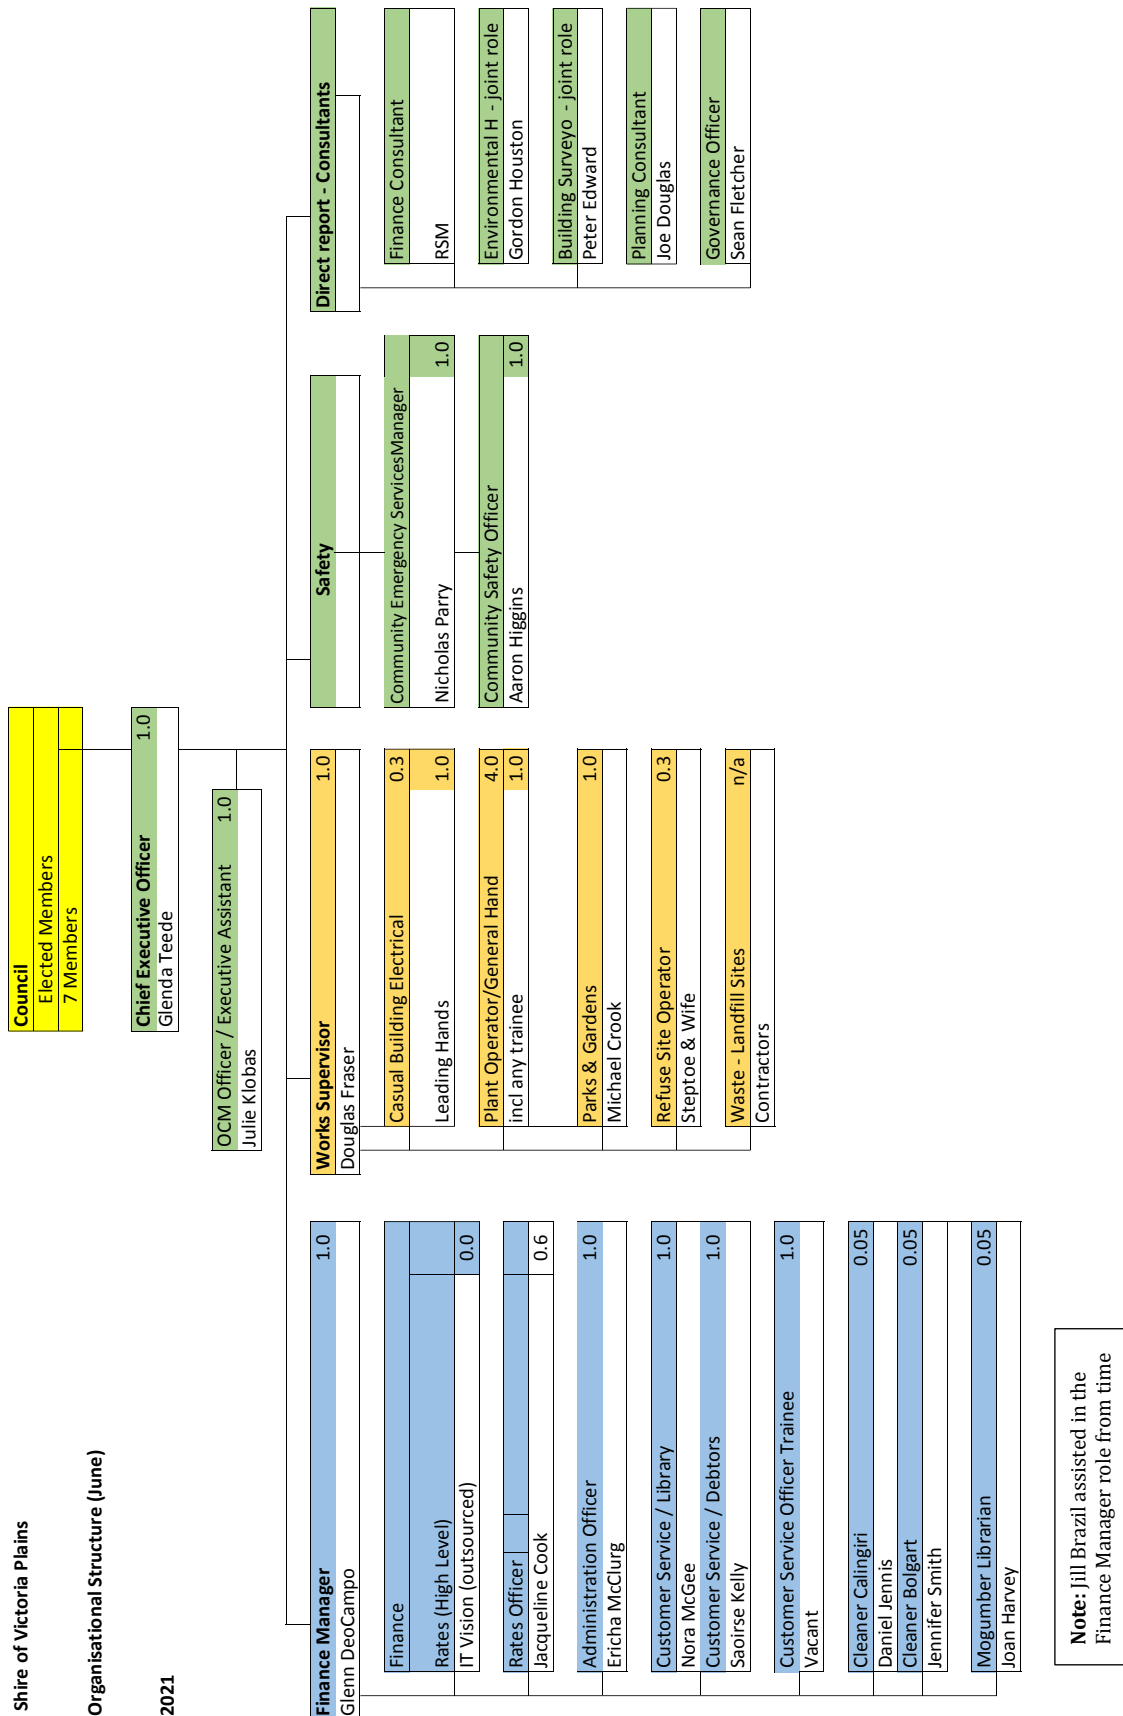 Shire of Victoria Plains
Organisational Structure (June)
2021
Council
Elected Members
7 Members
Chief Executive Officer 1.0
Glenda Teede
OCM Officer / Executive Assistant 1.0
Julie Klobas
Finance Manager 1.0
Glenn DeoCampo
Finance
Rates (High Level)
IT Vision (outsourced) 0.0
Rates Officer
Jacqueline Cook 0.6
Administration Officer 1.0
Ericha McClurg
Customer Service / Library 1.0
Nora McGee
Customer Service / Debtors 1.0
Saoirse Kelly
Customer Service Officer Trainee 1.0
Vacant
Cleaner Calingiri 0.05
Daniel Jennis
Cleaner Bolgart 0.05
Jennifer Smith
Mogumber Librarian 0.05
Joan Harvey
Works Supervisor 1.0
Douglas Fraser
Casual Building Electrical 0.3
Leading Hands 1.0
Plant Operator/General Hand 4.0
incl any trainee 1.0
Parks & Gardens 1.0
Michael Crook
Refuse Site Operator 0.3
Steptoe & Wife
Waste - Landfill Sites n/a
Contractors
Safety
Community Emergency ServicesManager
Nicholas Parry 1.0
Community Safety Officer
Aaron Higgins 1.0
Direct report - Consultants
Finance Consultant
RSM
Environmental H - joint role
Gordon Houston
Building Surveyo - joint role
Peter Edward
Planning Consultant
Joe Douglas
Governance Officer
Sean Fletcher
Note: Jill Brazil assisted in the
Finance Manager role from time